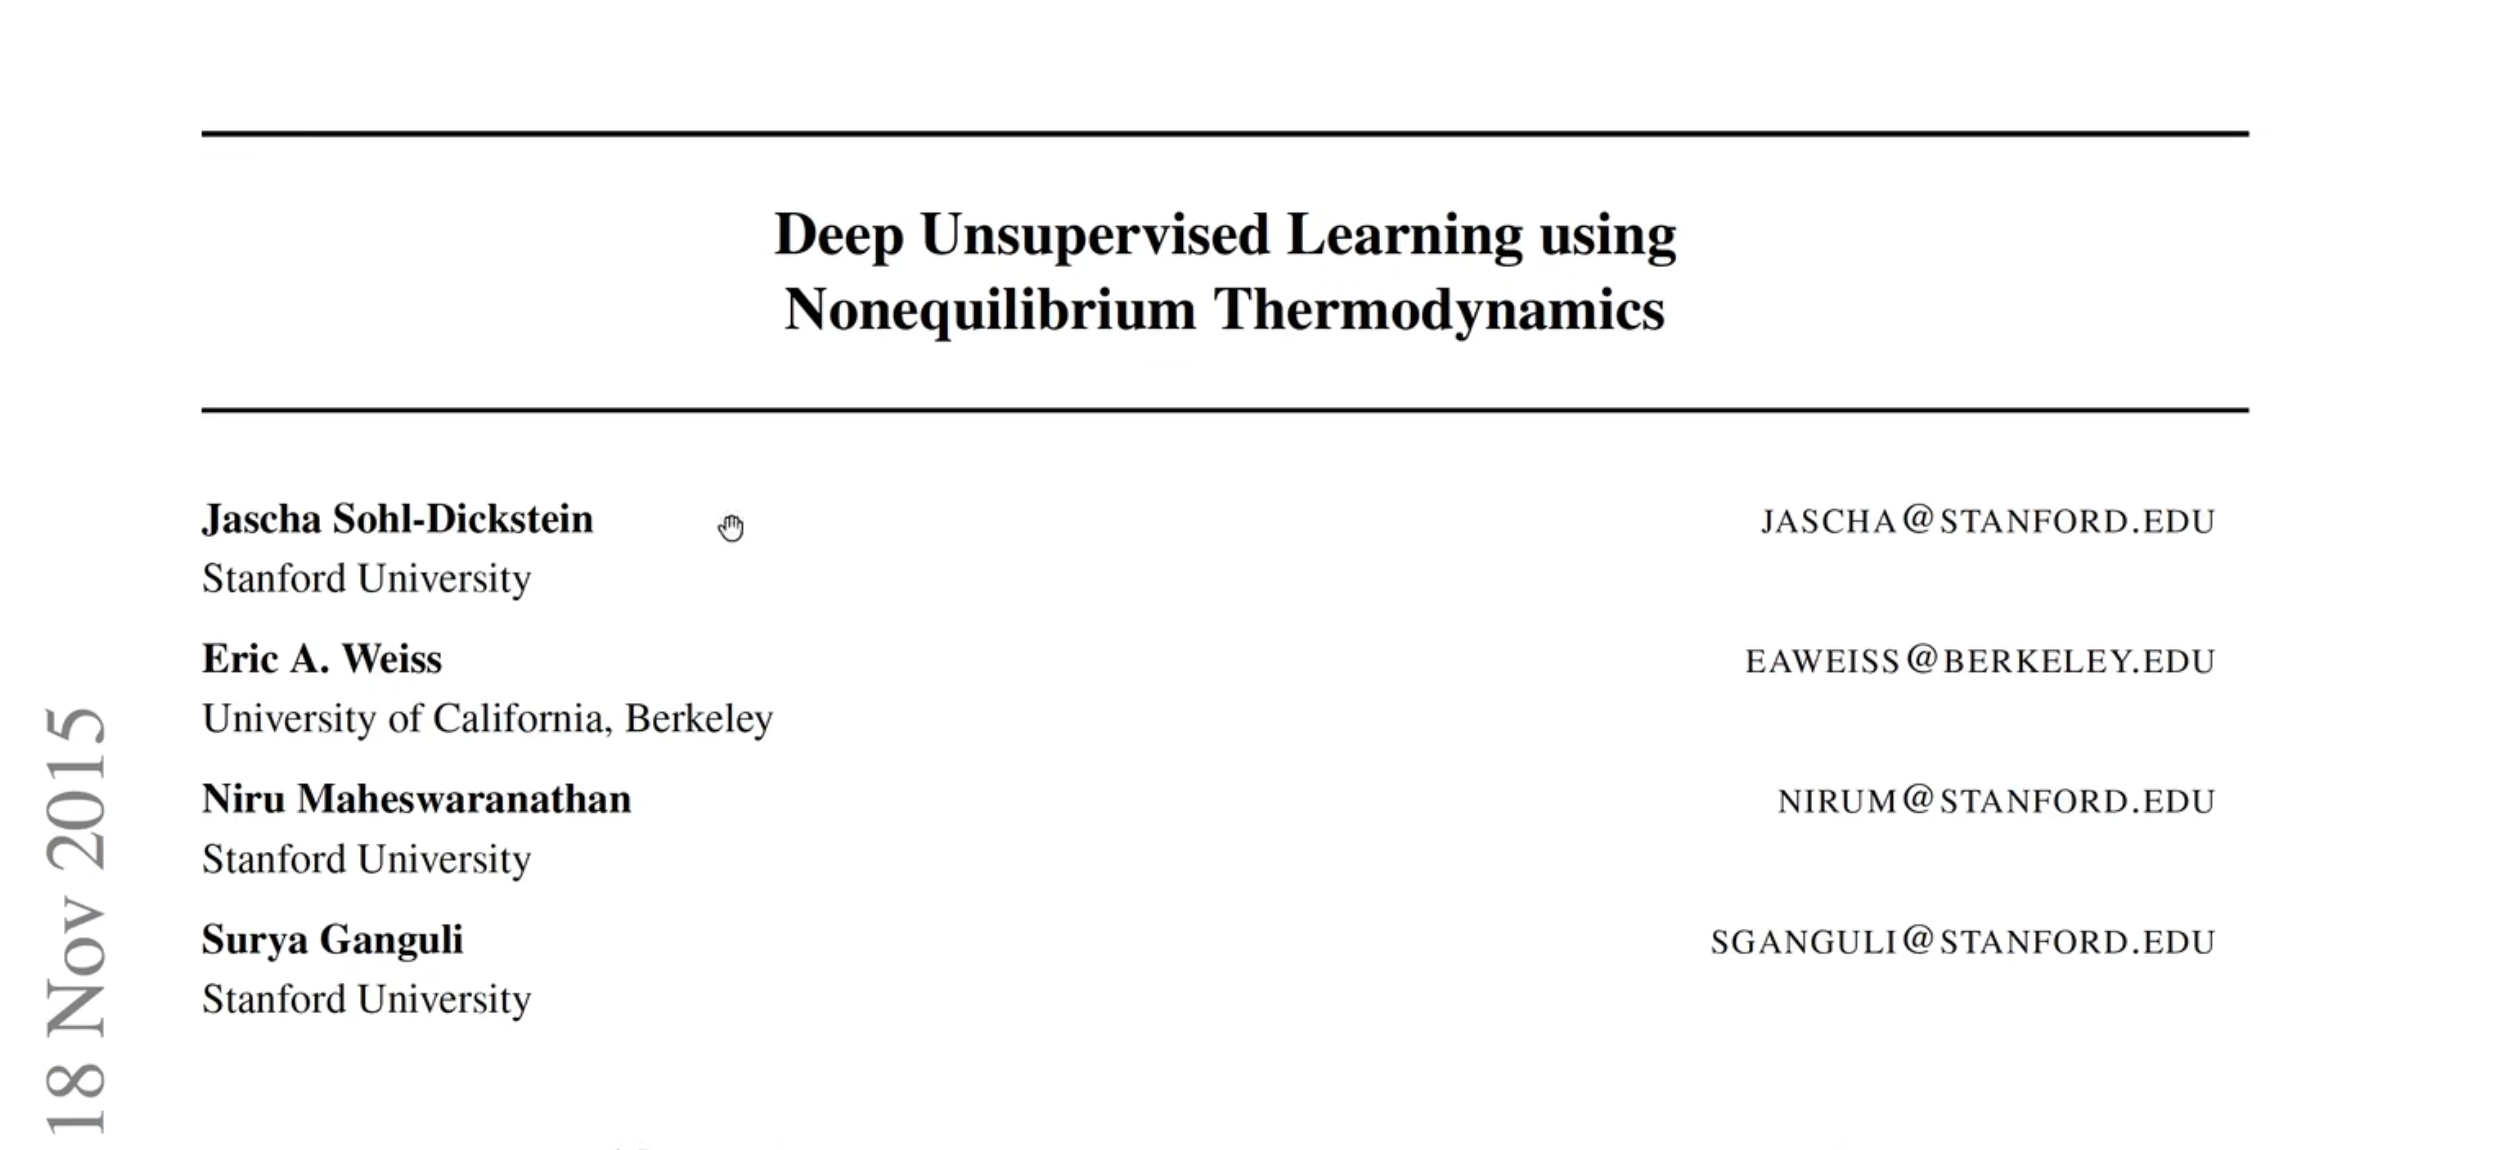 Deep Unsupervised Learning using
Nonequilibrium Thermodynamics
Jascha Sohl-Dickstein JASCHA@STANFORD.EDU
Stanford University
Eric A. Weiss EAWEISS@BERKELEY.EDU
University of California, Berkeley
Niru Maheswaranathan NIRUM@STANFORD.EDU
Stanford University
Surya Ganguli SGANGULI@STANFORD.EDU
Stanford University
18 Nov 2015